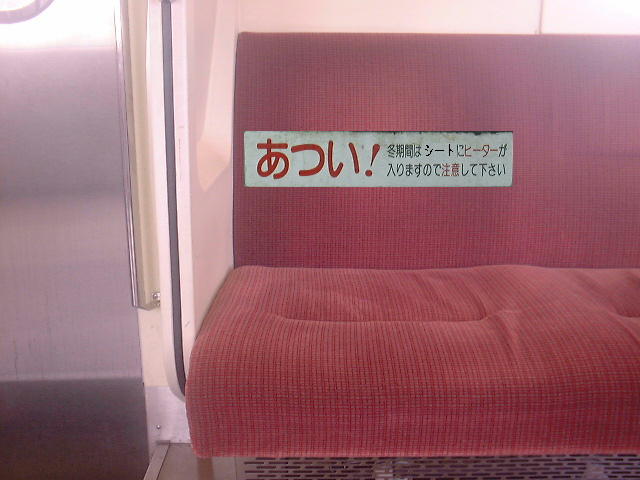 あつい!
冬期間はシートにヒーターが
入りますので注意して下さい